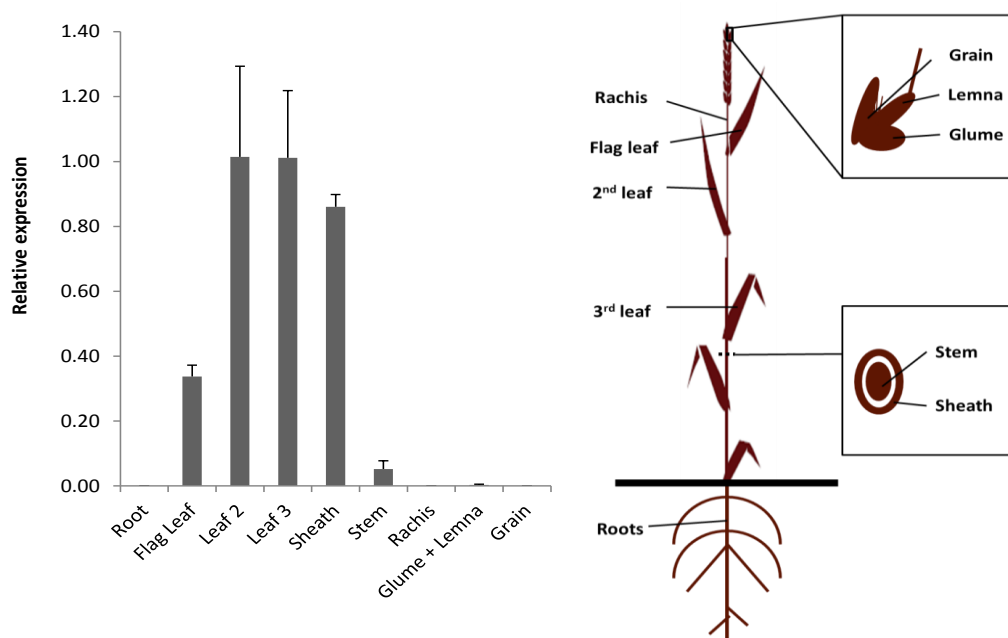 Relative expression
1.40
1.20
1.00
0.80
0.60
0.40
0.20
0.00
Root
Flag Leaf
Leaf 2
Leaf 3
Sheath
Stem
Rachis
Glume + Lemna
Grain
Rachis
Flag leaf
2nd leaf
3rd leaf
Roots
Grain
Lemna
Glume
Stem
Sheath